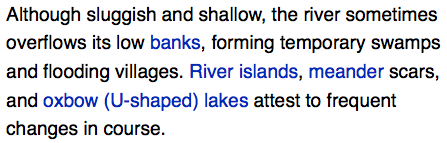 Although sluggish and shallow, the river sometimes
overflows its low banks, forming temporary swamps
and flooding villages. River islands, meander scars,
and oxbow (U-shaped) lakes attest to frequent
changes in course.